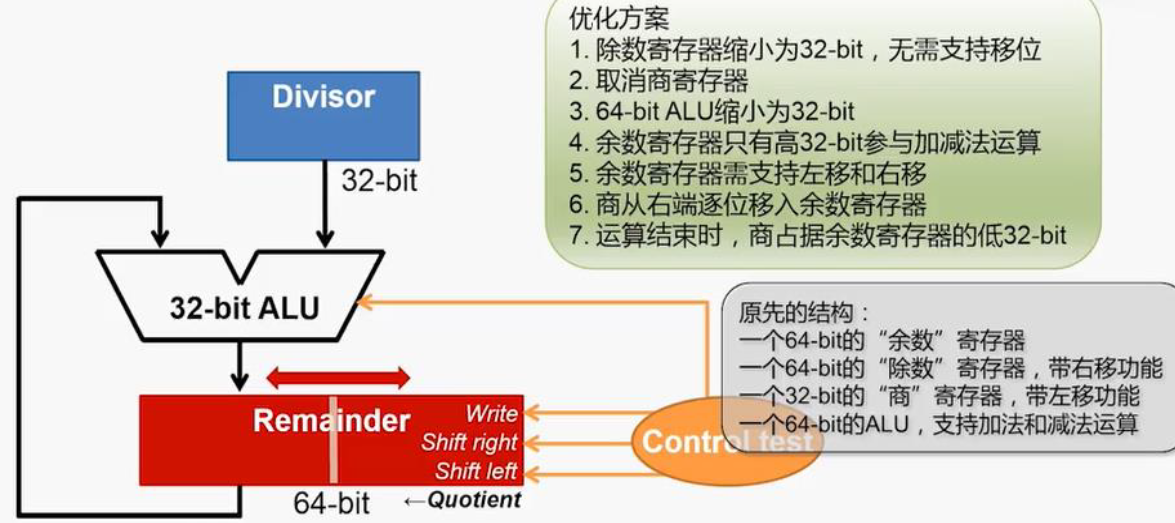 优化方案
1. 除数寄存器缩小为32-bit，无需支持移位
2. 取消商寄存器
3. 64-bit ALU缩小为32-bit
4. 余数寄存器只有高32-bit参与加减法运算
5. 余数寄存器需支持左移和右移
6. 商从右端逐位移入余数寄存器
7. 运算结束时，商占据余数寄存器的低32-bit
Divisor
32-bit
32-bit ALU
原先的结构：
一个64-bit的“余数”寄存器
一个64-bit的“除数”寄存器，带右移功能
一个32-bit的“商”寄存器，带左移功能
一个64-bit的ALU，支持加法和减法运算
Remainder
Write
Shift right
Shift left
Control test
64-bit
←Quotient